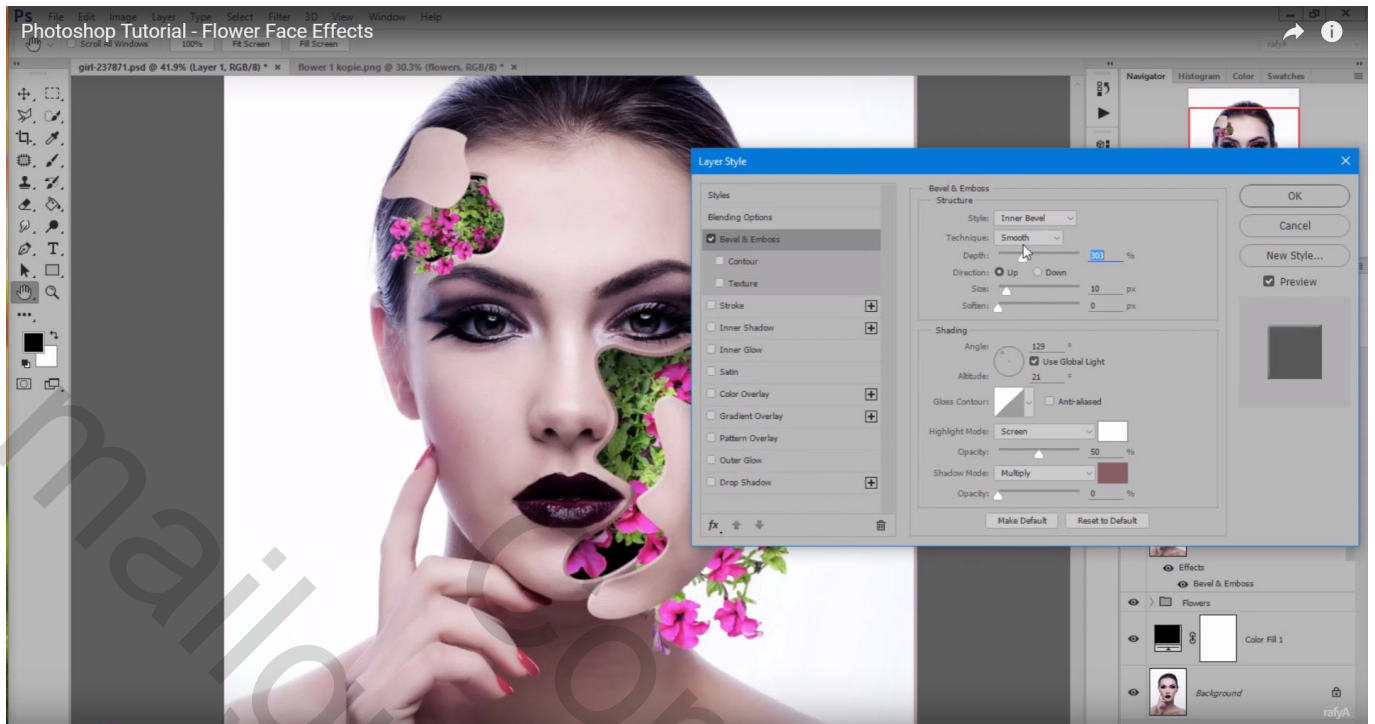 Ps File Edit Image Layer Type Select Filter 3D View Window Help
Photoshop Tutorial - Flower Face Effects
Scroll All Windows 100% Fit Screen Fill Screen
rafyA
girl-237871.psd @ 41.9% (Layer 1, RGB/8) * × flower 1 kopie.png @ 30.3% (flowers, RGB/8) * ×
Navigator Histogram Color Swatches
Layer Style
Styles
Blending Options
Bevel & Emboss
Contour
Texture
Stroke
Inner Shadow
Inner Glow
Satin
Color Overlay
Gradient Overlay
Pattern Overlay
Outer Glow
Drop Shadow
fx
Bevel & Emboss
Structure
Style: Inner Bevel
Technique: Smooth
Depth: 303 %
Direction: Up Down
Size: 10 px
Soften: 0 px
Shading
Angle: 129 °
Use Global Light
Altitude: 21 °
Gloss Contour: Anti-aliased
Highlight Mode: Screen
Opacity: 50 %
Shadow Mode: Multiply
Opacity: 0 %
Make Default Reset to Default
OK
Cancel
New Style...
Preview
Effects
Bevel & Emboss
Flowers
Color Fill 1
Background
rafyA